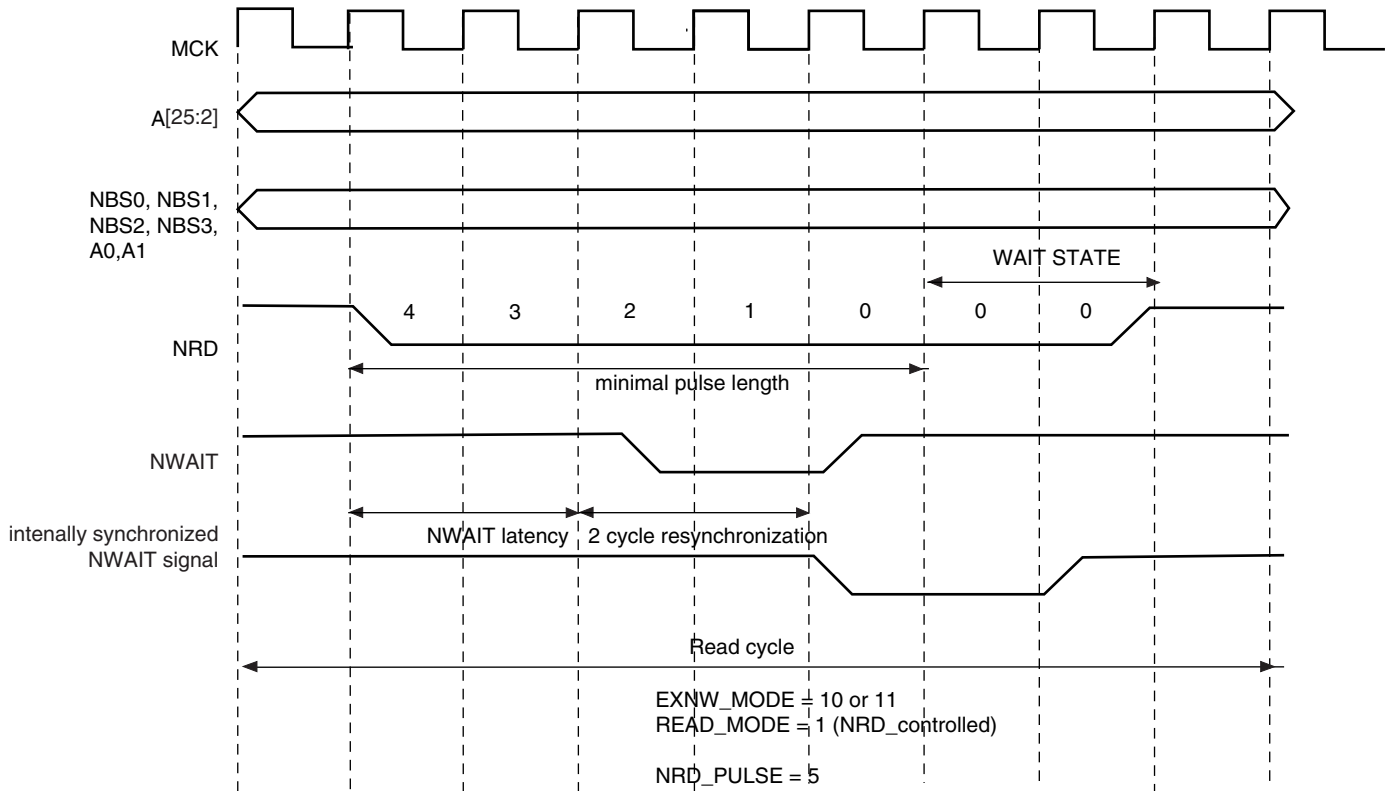 MCK
A[25:2]
NBS0, NBS1,
NBS2, NBS3,
A0,A1
WAIT STATE
4 3 2 1 0 0 0
NRD
minimal pulse length
NWAIT
NWAIT latency 2 cycle resynchronization
intenally synchronized
NWAIT signal
Read cycle
EXNW_MODE = 10 or 11
READ_MODE = 1 (NRD_controlled)
NRD_PULSE = 5